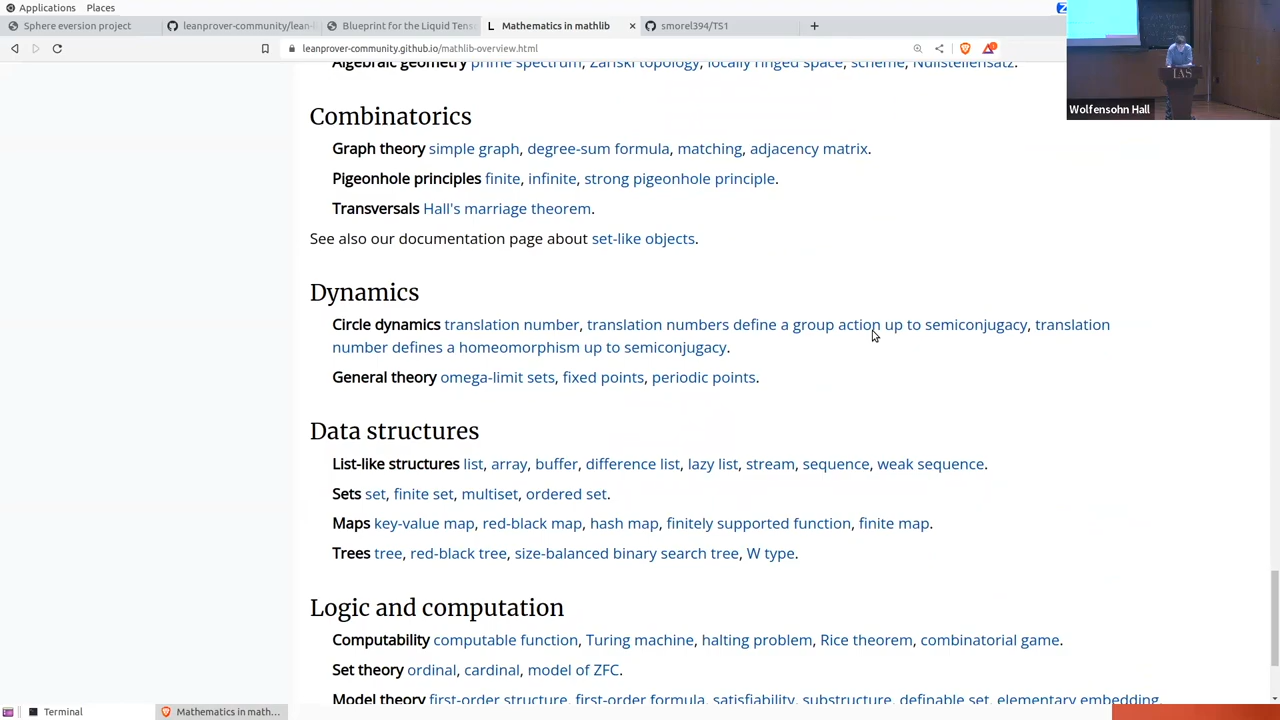 Applications Places
Sphere eversion project
leanprover-community/lean-l
Blueprint for the Liquid Tens
L Mathematics in mathlib
smorel394/TS1
leanprover-community.github.io/mathlib-overview.html
IAS
Wolfensohn Hall
Algebraic geometry prime spectrum, Zariski topology, locally ringed space, scheme, Nullstellensatz.
Combinatorics
Graph theory simple graph, degree-sum formula, matching, adjacency matrix.
Pigeonhole principles finite, infinite, strong pigeonhole principle.
Transversals Hall's marriage theorem.
See also our documentation page about set-like objects.
Dynamics
Circle dynamics translation number, translation numbers define a group action up to semiconjugacy, translation
number defines a homeomorphism up to semiconjugacy.
General theory omega-limit sets, fixed points, periodic points.
Data structures
List-like structures list, array, buffer, difference list, lazy list, stream, sequence, weak sequence.
Sets set, finite set, multiset, ordered set.
Maps key-value map, red-black map, hash map, finitely supported function, finite map.
Trees tree, red-black tree, size-balanced binary search tree, W type.
Logic and computation
Computability computable function, Turing machine, halting problem, Rice theorem, combinatorial game.
Set theory ordinal, cardinal, model of ZFC.
Model theory first-order structure, first-order formula, satisfiability, substructure, definable set, elementary embedding,
Terminal
Mathematics in math...